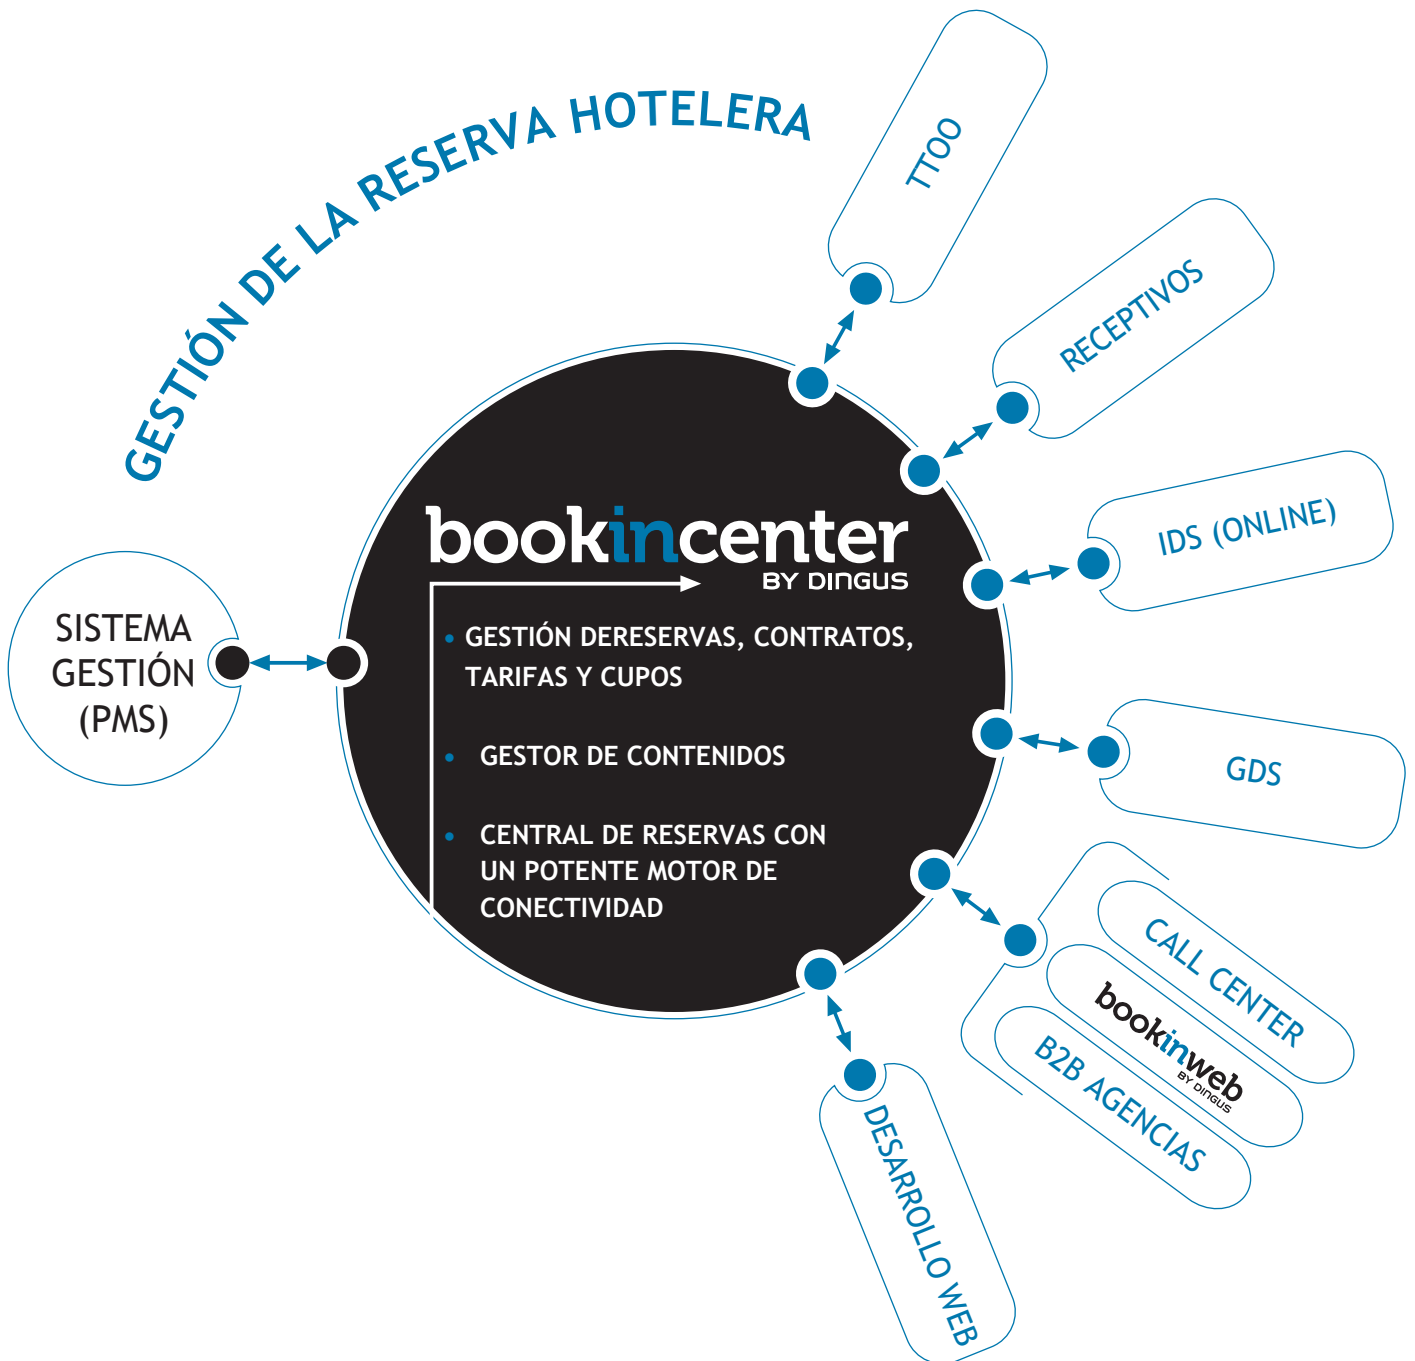 GESTIÓN DE LA RESERVA HOTELERA
SISTEMA
GESTIÓN
(PMS)
bookincenter
BY DINGUS
• GESTIÓN DERESERVAS, CONTRATOS,
TARIFAS Y CUPOS
• GESTOR DE CONTENIDOS
• CENTRAL DE RESERVAS CON
UN POTENTE MOTOR DE
CONECTIVIDAD
TTOO
RECEPTIVOS
IDS (ONLINE)
GDS
CALL CENTER
bookinweb
BY DINGUS
B2B AGENCIAS
DESARROLLO WEB